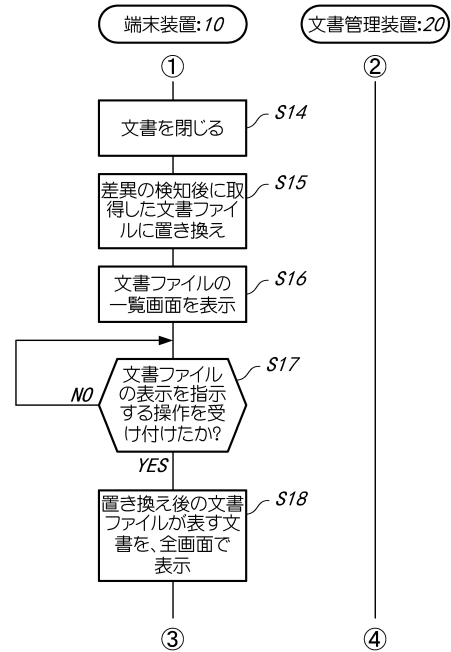 端末装置:10
文書管理装置:20
①
②
文書を閉じる
S14
差異の検知後に取
得した文書ファイ
ルに置き換え
S15
文書ファイルの
一覧画面を表示
S16
文書ファイル
の表示を指示
する操作を受
け付けたか?
S17
NO
YES
置き換え後の文書
ファイルが表す文
書を、全画面で
表示
S18
③
④